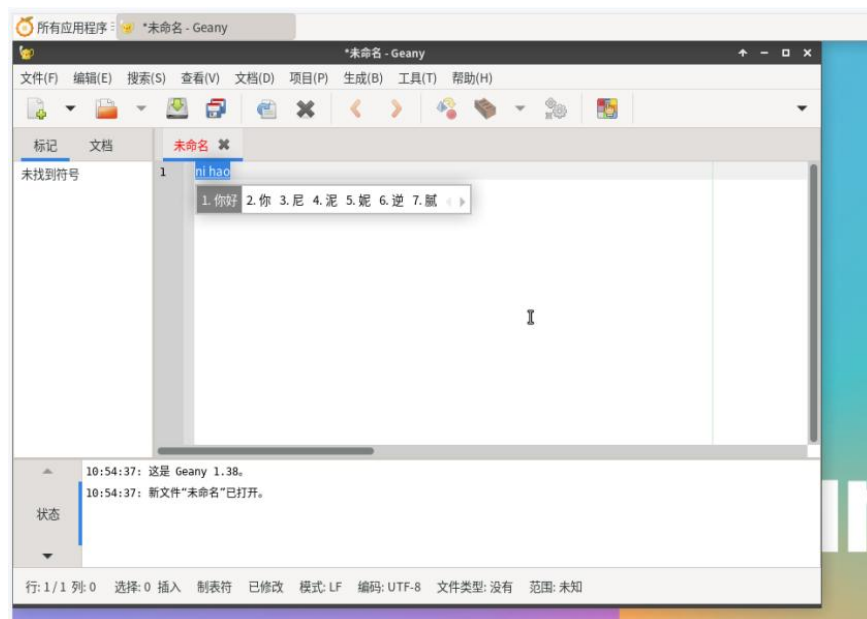 所有应用程序 *未命名 - Geany
*未命名 - Geany
文件(F) 编辑(E) 搜索(S) 查看(V) 文档(D) 项目(P) 生成(B) 工具(T) 帮助(H)
标记 文档 未命名
未找到符号 1 ni hao
1. 你好 2. 你 3. 尼 4. 泥 5. 妮 6. 逆 7. 腻
10:54:37: 这是 Geany 1.38。
10:54:37: 新文件“未命名”已打开。
状态
行: 1 / 1 列: 0 选择: 0 插入 制表符 已修改 模式: LF 编码: UTF-8 文件类型: 没有 范围: 未知